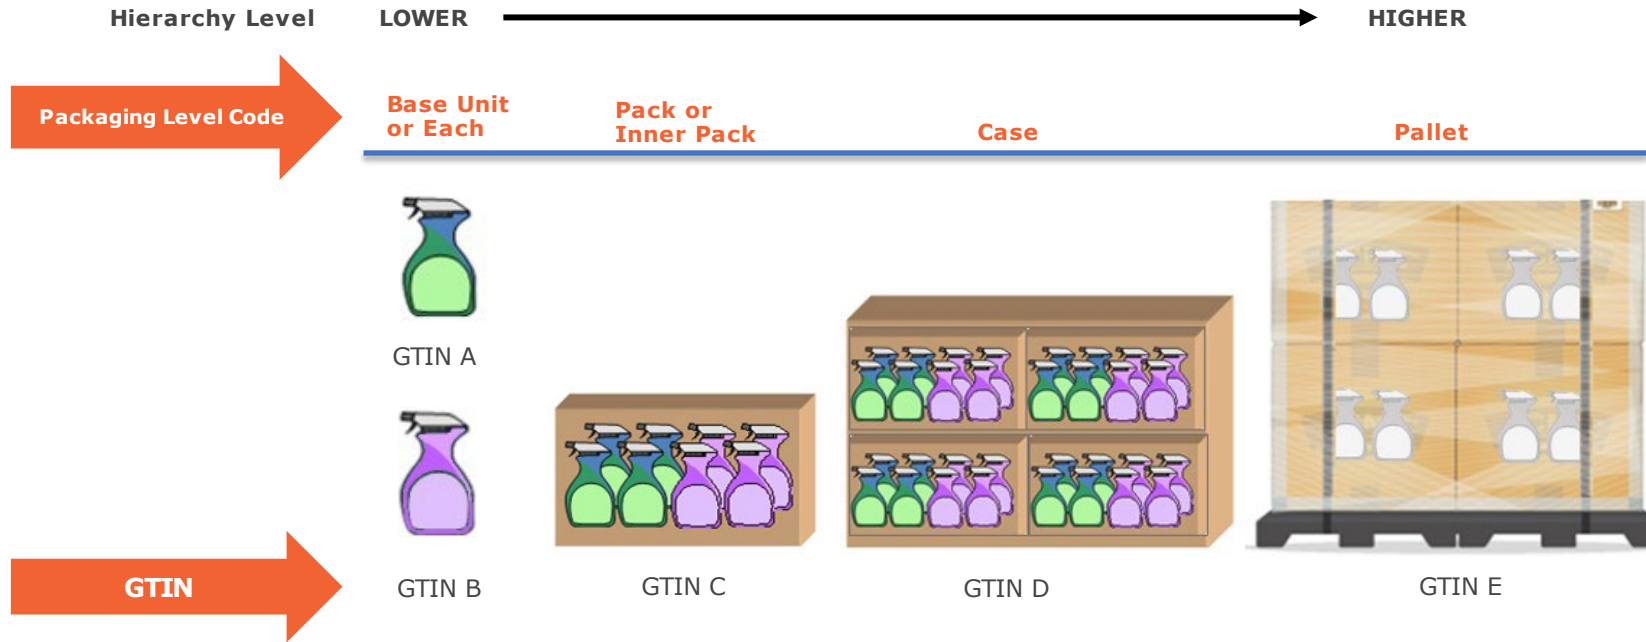 Hierarchy Level LOWER HIGHER
Packaging Level Code
Base Unit
or Each
Pack or
Inner Pack
Case
Pallet
GTIN A
GTIN
GTIN B
GTIN C
GTIN D
GTIN E